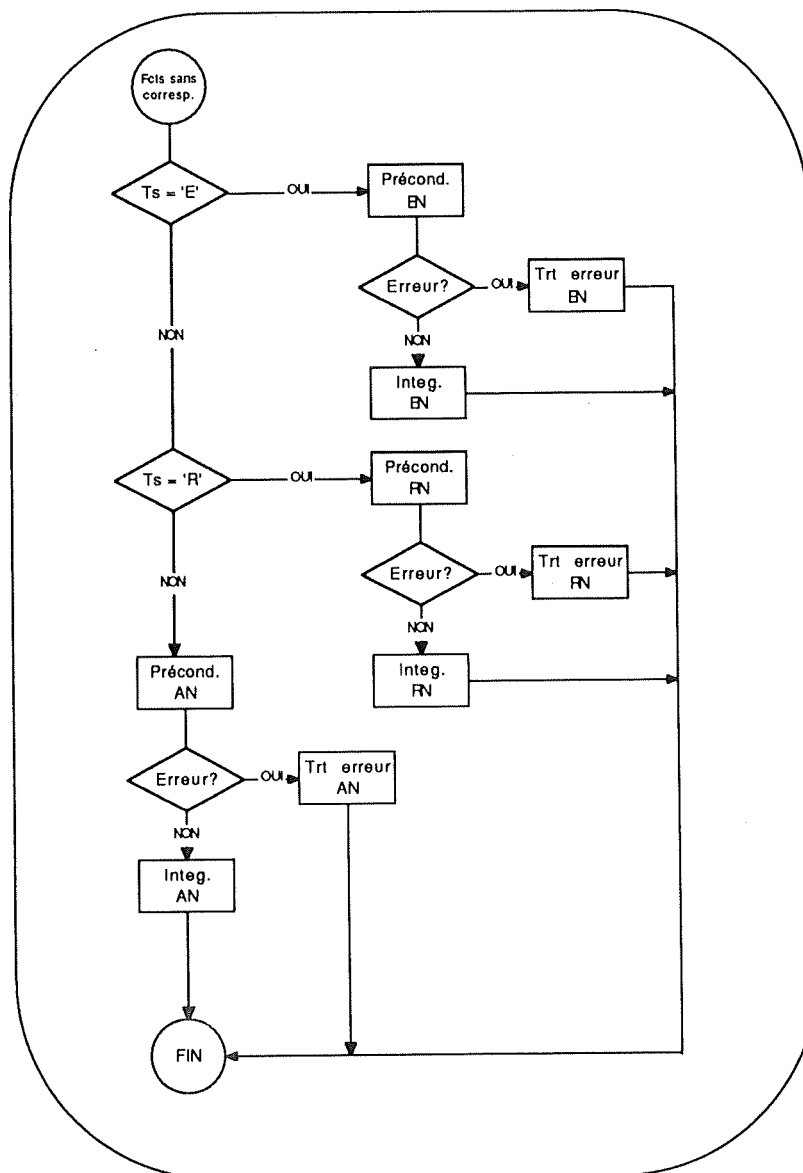 Fcts sans
corresp.
Ts = 'E'
OUI
Précond.
EN
Erreur?
OUI
Trt erreur
EN
NON
NON
Integ.
EN
Ts = 'R'
OUI
Précond.
RN
Erreur?
OUI
Trt erreur
RN
NON
NON
Integ.
RN
Précond.
AN
Erreur?
OUI
Trt erreur
AN
NON
Integ.
AN
FIN